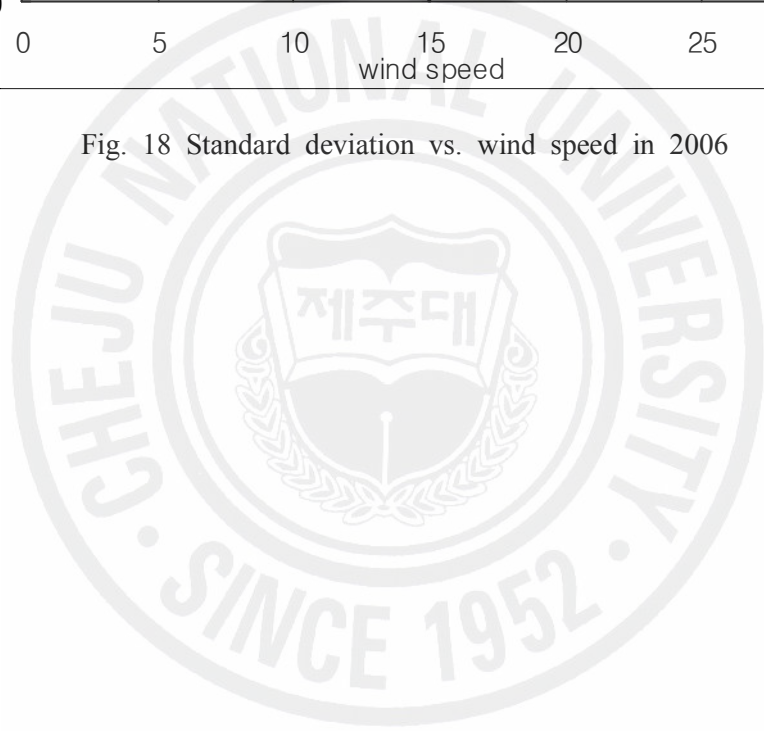 0 5 10 15 20 25
wind speed
Fig. 18 Standard deviation vs. wind speed in 2006
CHEJU NATIONAL UNIVERSITY
제주대
SINCE 1952